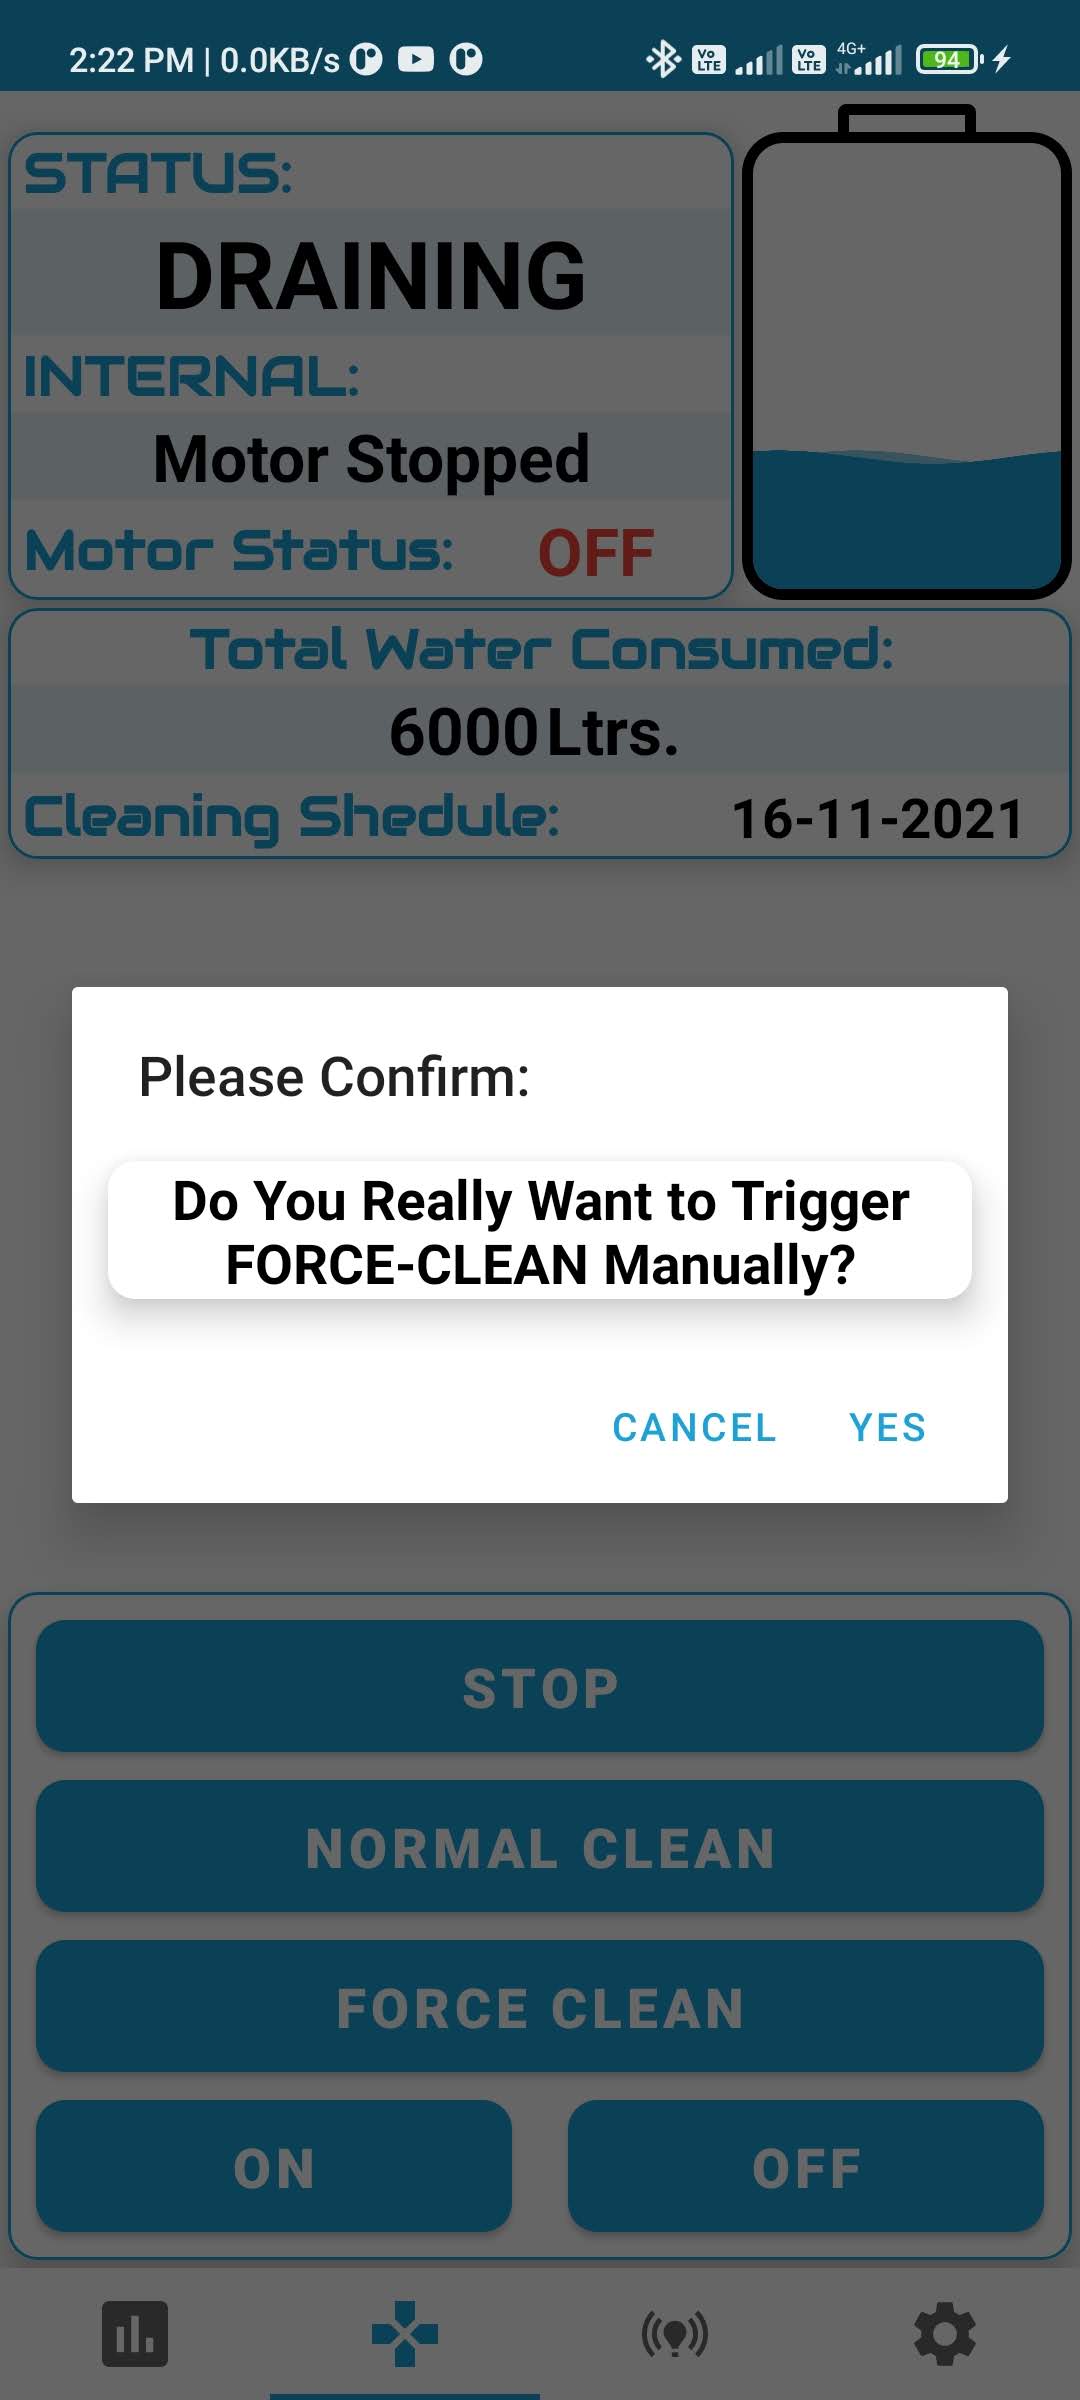 2:22 PM | 0.0KB/s
Vo LTE
Vo LTE
4G+
94
STATUS:
DRAINING
INTERNAL:
Motor Stopped
Motor Status: OFF
Total Water Consumed:
6000 Ltrs.
Cleaning Shedule: 16-11-2021
Please Confirm:
Do You Really Want to Trigger
FORCE-CLEAN Manually?
CANCEL YES
STOP
NORMAL CLEAN
FORCE CLEAN
ON OFF